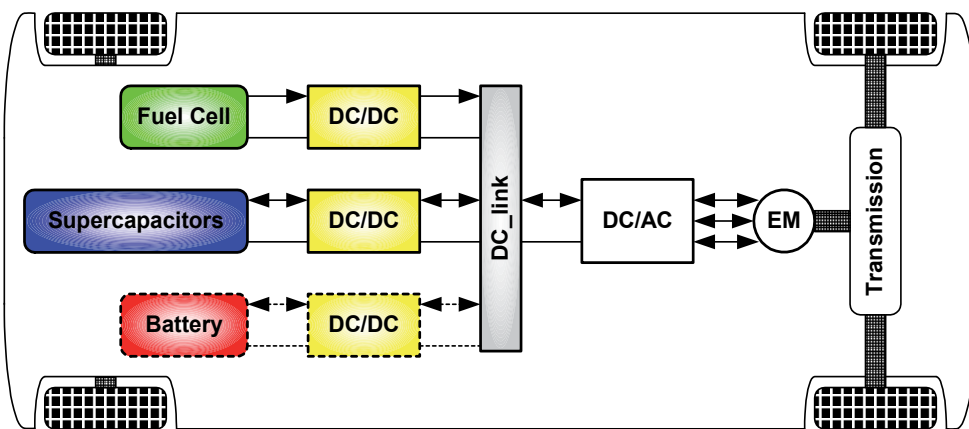 Fuel Cell
DC/DC
Supercapacitors
DC/DC
Battery
DC/DC
DC_link
DC/AC
EM
Transmission